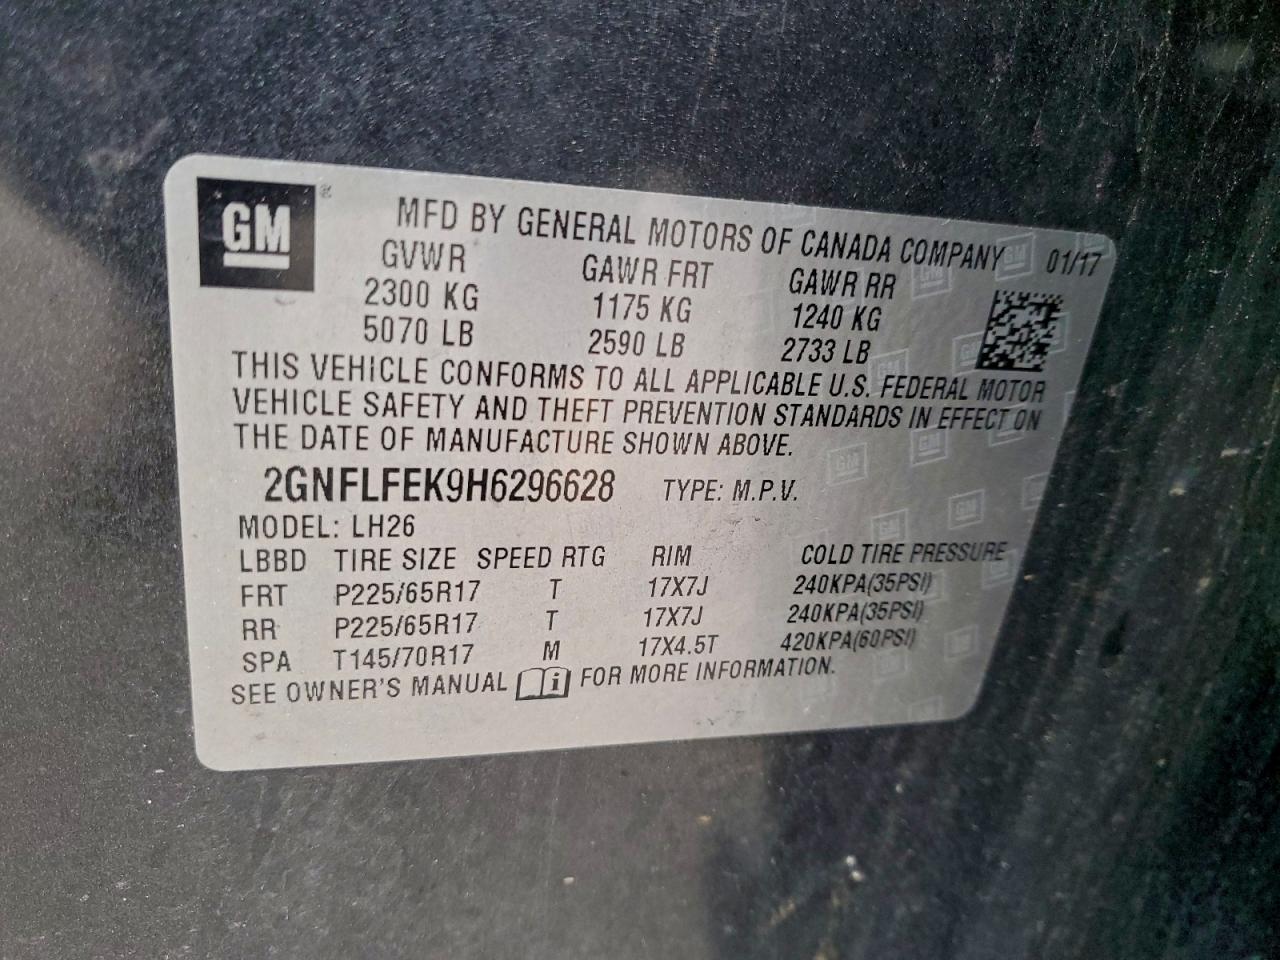 GM ®
MFD BY GENERAL MOTORS OF CANADA COMPANY 01/17
GVWR GAWR FRT GAWR RR
2300 KG 1175 KG 1240 KG
5070 LB 2590 LB 2733 LB
THIS VEHICLE CONFORMS TO ALL APPLICABLE U.S. FEDERAL MOTOR
VEHICLE SAFETY AND THEFT PREVENTION STANDARDS IN EFFECT ON
THE DATE OF MANUFACTURE SHOWN ABOVE.
2GNFLFEK9H6296628 TYPE: M.P.V.
MODEL: LH26
LBBD TIRE SIZE SPEED RTG RIM COLD TIRE PRESSURE
FRT P225/65R17 T 17X7J 240KPA(35PSI)
RR P225/65R17 T 17X7J 240KPA(35PSI)
SPA T145/70R17 M 17X4.5T 420KPA(60PSI)
SEE OWNER'S MANUAL i FOR MORE INFORMATION.